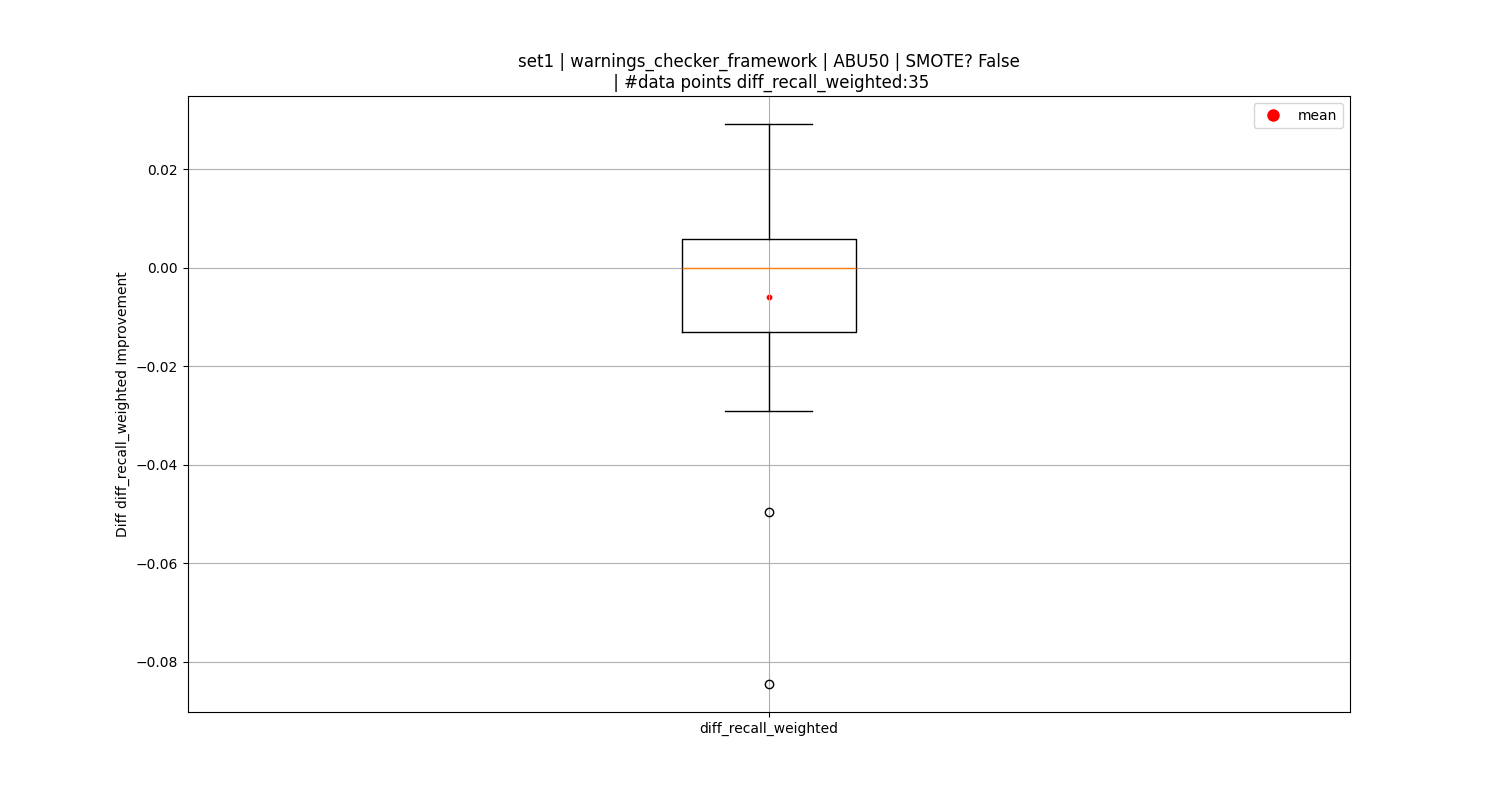 set1 | warnings_checker_framework | ABU50 | SMOTE? False
| #data points diff_recall_weighted:35
mean
0.02
0.00
−0.02
−0.04
−0.06
−0.08
Diff diff_recall_weighted Improvement
diff_recall_weighted